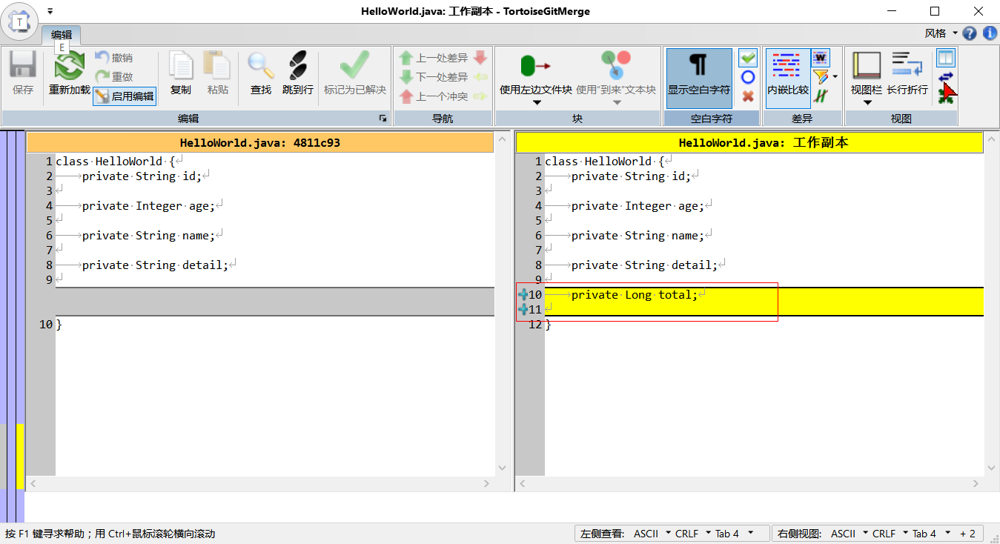 HelloWorld.java: 工作副本 - TortoiseGitMerge
T
编辑
E
风格
保存
重新加载
撤销
重做
启用编辑
复制
粘贴
查找
跳到行
标记为已解决
编辑
上一处差异
下一处差异
上一个冲突
导航
使用左边文件块
使用“到来”文本块
块
显示空白字符
空白字符
内嵌比较
W
差异
视图栏
长行折行
视图
HelloWorld.java: 4811c93
1 class HelloWorld {
2 private String id;
3
4 private Integer age;
5
6 private String name;
7
8 private String detail;
9
10 }
HelloWorld.java: 工作副本
1 class HelloWorld {
2 private String id;
3
4 private Integer age;
5
6 private String name;
7
8 private String detail;
9
10 private Long total;
11
12 }
按 F1 键寻求帮助；用 Ctrl+鼠标滚轮横向滚动
左侧查看: ASCII CRLF Tab 4
右侧视图: ASCII CRLF Tab 4 + 2